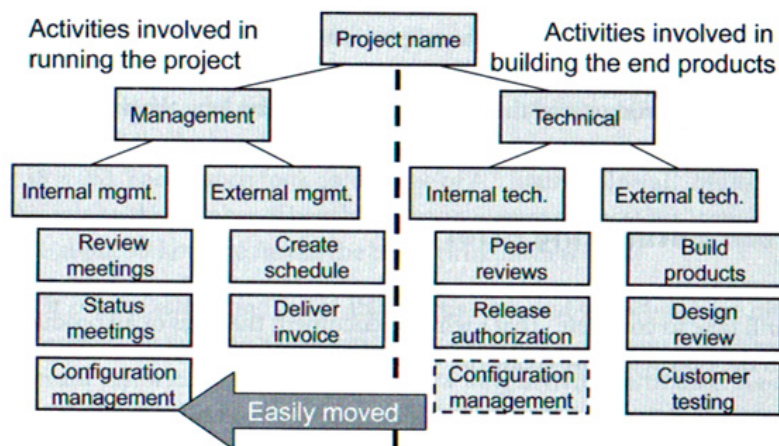 Activities involved in
running the project
Project name
Activities involved in
building the end products
Management
Technical
Internal mgmt.
External mgmt.
Internal tech.
External tech.
Review
meetings
Create
schedule
Peer
reviews
Build
products
Status
meetings
Deliver
invoice
Release
authorization
Design
review
Configuration
management
Easily moved
Configuration
management
Customer
testing